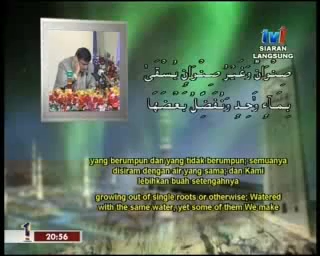 tv1
SIARAN
LANGSUNG
صِنْوَانٌ وَغَيْرُ صِنْوَانٍ يُسْقَىٰ
بِمَاءٍ وَاحِدٍ وَنُفَضِّلُ بَعْضَهَا
yang berumpun dan yang tidak berumpun; semuanya
disiram dengan air yang sama; dan Kami
lebihkan buah setengahnya
growing out of single roots or otherwise; Watered
with the same water, yet some of them We make
1
20:56